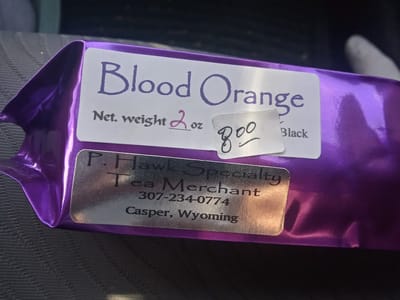 Blood Orange
Net. weight 2 oz
8.00
Black
P. Hawk Specialty
Tea Merchant
307-234-0774
Casper, Wyoming